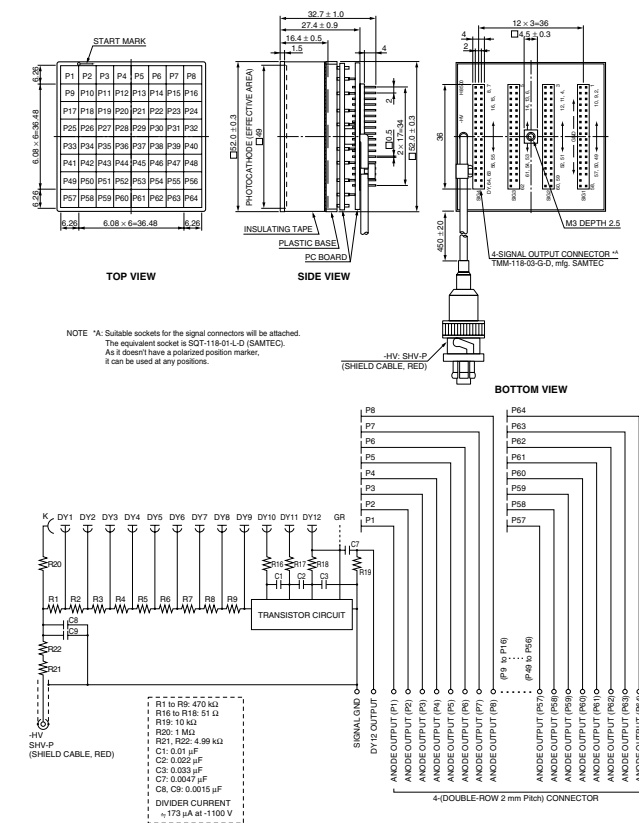 START MARK
6.26
6.08 × 6=36.48
6.26
P1 P2 P3 P4 P5 P6 P7 P8
P9 P10 P11 P12 P13 P14 P15 P16
P17 P18 P19 P20 P21 P22 P23 P24
P25 P26 P27 P28 P29 P30 P31 P32
P33 P34 P35 P36 P37 P38 P39 P40
P41 P42 P43 P44 P45 P46 P47 P48
P49 P50 P51 P52 P53 P54 P55 P56
P57 P58 P59 P60 P61 P62 P63 P64
6.26 6.08 × 6=36.48 6.26
TOP VIEW
32.7 ± 1.0
27.4 ± 0.9
16.4 ± 0.5
1.5
4
□52.0 ± 0.3
□49
PHOTOCATHODE (EFFECTIVE AREA)
2
□0.5
2 × 17=34
□52.0 ± 0.3
INSULATING TAPE
PLASTIC BASE
PC BOARD
SIDE VIEW
12 × 3=36
□4.5 ± 0.3
4
2
36
-HV
450 ± 20
M3 DEPTH 2.5
4-SIGNAL OUTPUT CONNECTOR *A
TMM-118-03-G-D, mfg. SAMTEC
-HV: SHV-P
(SHIELD CABLE, RED)
BOTTOM VIEW
NOTE *A: Suitable sockets for the signal connectors will be attached.
The equivalent socket is SQT-118-01-L-D (SAMTEC).
As it doesn't have a polarized position marker,
it can be used at any positions.
P8 P64
P7 P63
P6 P62
P5 P61
P4 P60
P3 P59
P2 P58
P1 P57
K DY1 DY2 DY3 DY4 DY5 DY6 DY7 DY8 DY9 DY10 DY11 DY12 GR
C7
R20
R16 R17 R18 R19
C1 C2 C3
R1 R2 R3 R4 R5 R6 R7 R8 R9
TRANSISTOR CIRCUIT
C8
C9
R22
R21
-HV
SHV-P
(SHIELD CABLE, RED)
R1 to R9: 470 kΩ
R16 to R18: 51 Ω
R19: 10 kΩ
R20: 1 MΩ
R21, R22: 4.99 kΩ
C1: 0.01 µF
C2: 0.022 µF
C3: 0.033 µF
C7: 0.0047 µF
C8, C9: 0.0015 µF
DIVIDER CURRENT
≒ 173 µA at -1100 V
SIGNAL GND
DY12 OUTPUT
ANODE OUTPUT (P1)
ANODE OUTPUT (P2)
ANODE OUTPUT (P3)
ANODE OUTPUT (P4)
ANODE OUTPUT (P5)
ANODE OUTPUT (P6)
ANODE OUTPUT (P7)
ANODE OUTPUT (P8)
(P9 to P16)
(P49 to P56)
ANODE OUTPUT (P57)
ANODE OUTPUT (P58)
ANODE OUTPUT (P59)
ANODE OUTPUT (P60)
ANODE OUTPUT (P61)
ANODE OUTPUT (P62)
ANODE OUTPUT (P63)
ANODE OUTPUT (P64)
4-(DOUBLE-ROW 2 mm Pitch) CONNECTOR